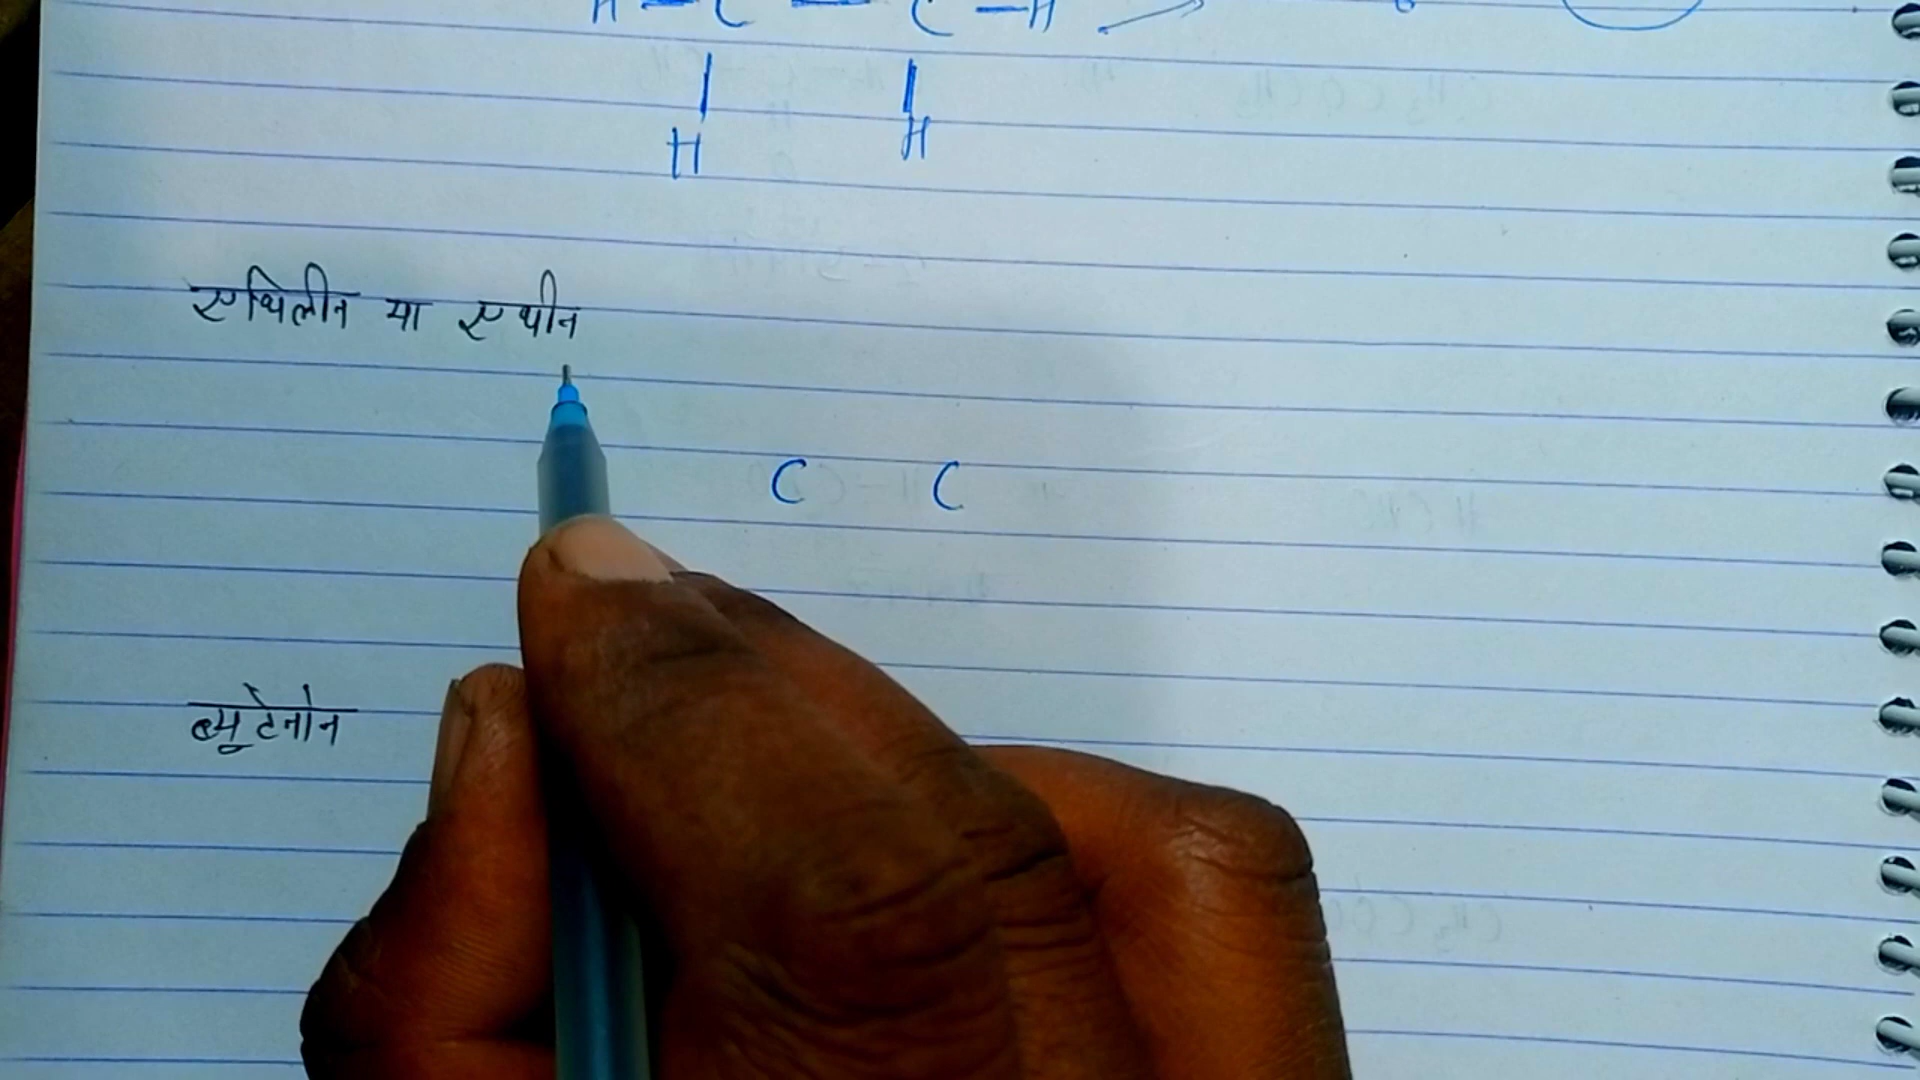 H — C — C — H
H H
एथिलीन या एथीन
C C
ब्यूटेनोन